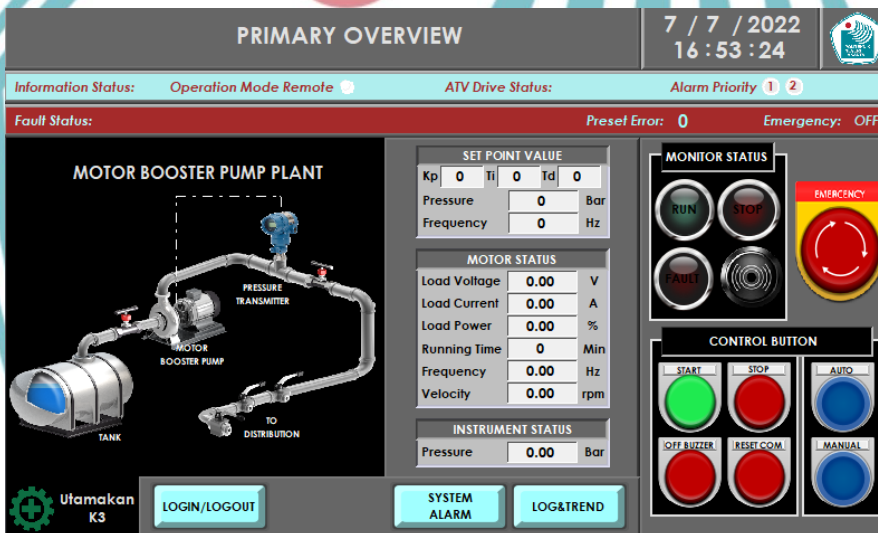 PRIMARY OVERVIEW
7 / 7 / 2022
16 : 53 : 24
Information Status: Operation Mode Remote ATV Drive Status: Alarm Priority 1 2
Fault Status: Preset Error: 0 Emergency: OFF
MOTOR BOOSTER PUMP PLANT
PRESSURE
TRANSMITTER
MOTOR
BOOSTER PUMP
TANK
TO
DISTRIBUTION
SET POINT VALUE
Kp 0 Ti 0 Td 0
Pressure 0 Bar
Frequency 0 Hz
MOTOR STATUS
Load Voltage 0.00 V
Load Current 0.00 A
Load Power 0.00 %
Running Time 0 Min
Frequency 0.00 Hz
Velocity 0.00 rpm
INSTRUMENT STATUS
Pressure 0.00 Bar
MONITOR STATUS
RUN STOP
FAULT
EMERGENCY
CONTROL BUTTON
START STOP AUTO
OFF BUZZER RESET COM MANUAL
Utamakan
K3
LOGIN/LOGOUT
SYSTEM
ALARM
LOG&TREND